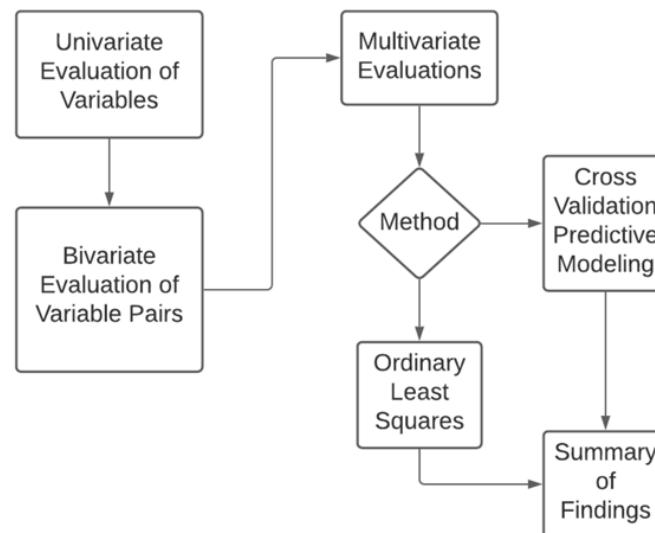 Univariate
Evaluation of
Variables
Bivariate
Evaluation of
Variable Pairs
Multivariate
Evaluations
Method
Ordinary
Least
Squares
Cross
Validation
Predictive
Modeling
Summary
of
Findings